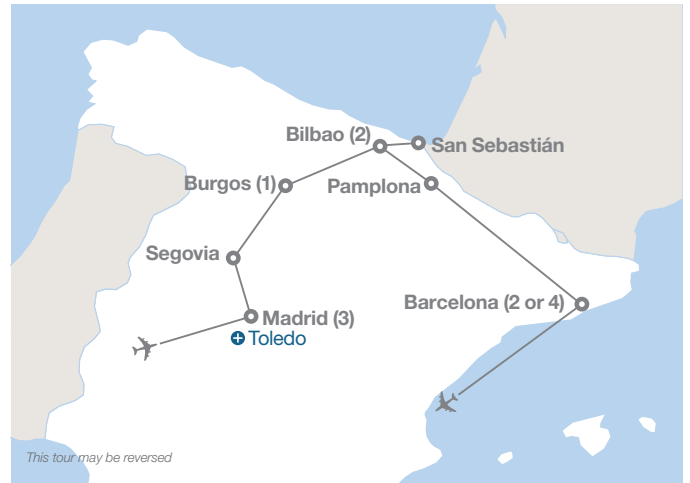 Bilbao (2)
San Sebastián
Burgos (1)
Pamplona
Segovia
Barcelona (2 or 4)
Madrid (3)
Toledo
This tour may be reversed